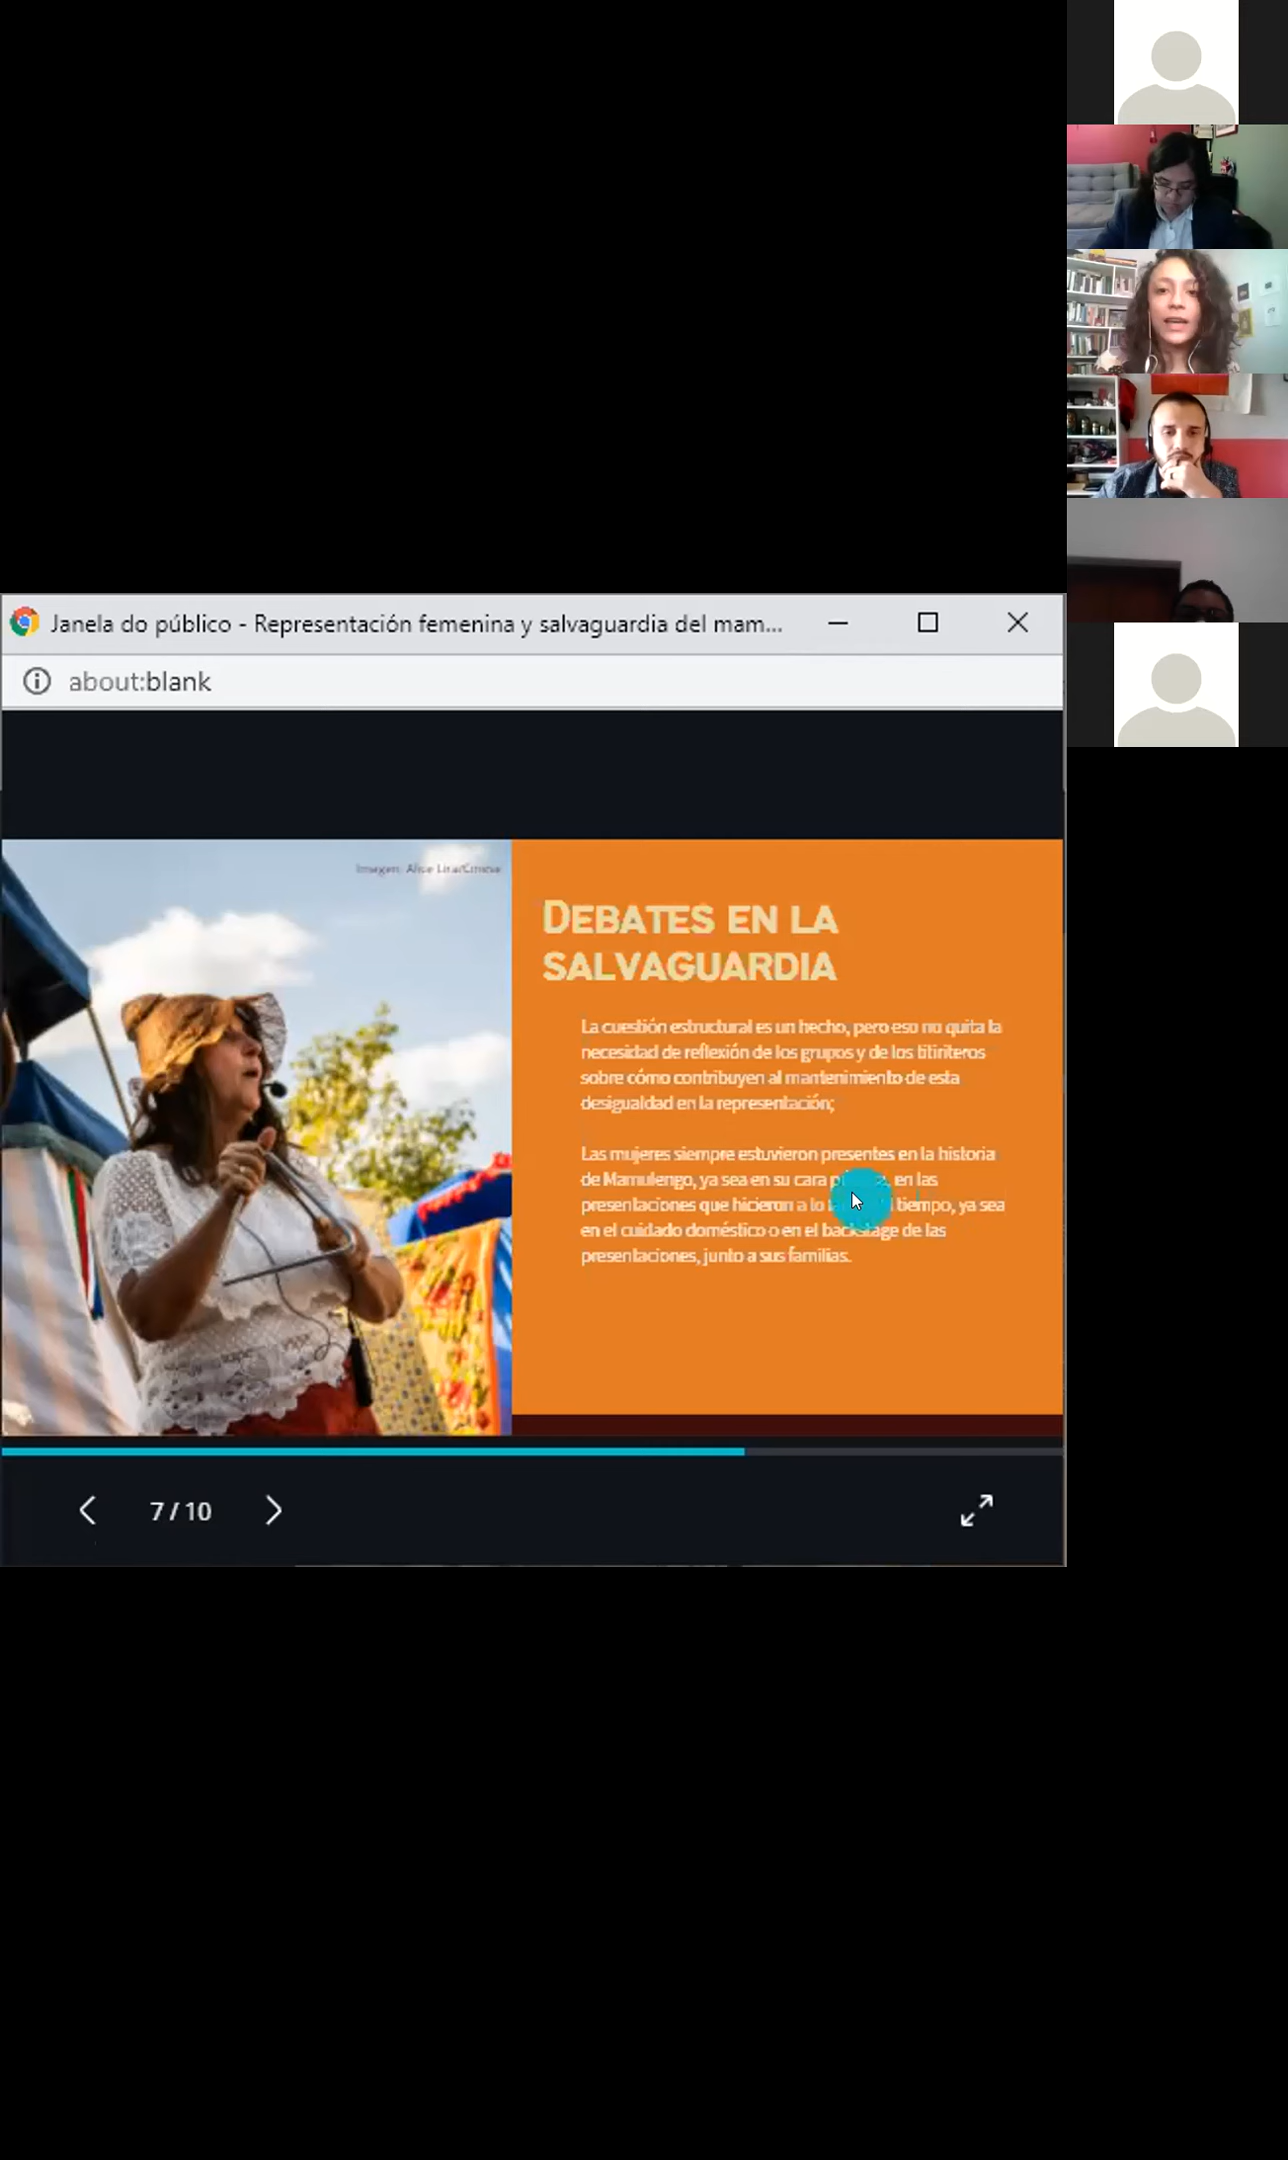 Janela do público - Representación femenina y salvaguardia del mam...
about:blank
Imagen: Alice
DEBATES EN LA
SALVAGUARDIA
La cuestión estructural es un hecho, pero eso no quita la
necesidad de reflexión de los grupos y de los titiriteros
sobre cómo contribuyen al mantenimiento de esta
desigualdad en la representación;
Las mujeres siempre estuvieron presentes en la historia
de Mamulengo, ya sea en su cara en las
presentaciones que hicieron a lo tiempo, ya sea
en el cuidado doméstico o en el backstage de las
presentaciones, junto a sus familias.
7 / 10